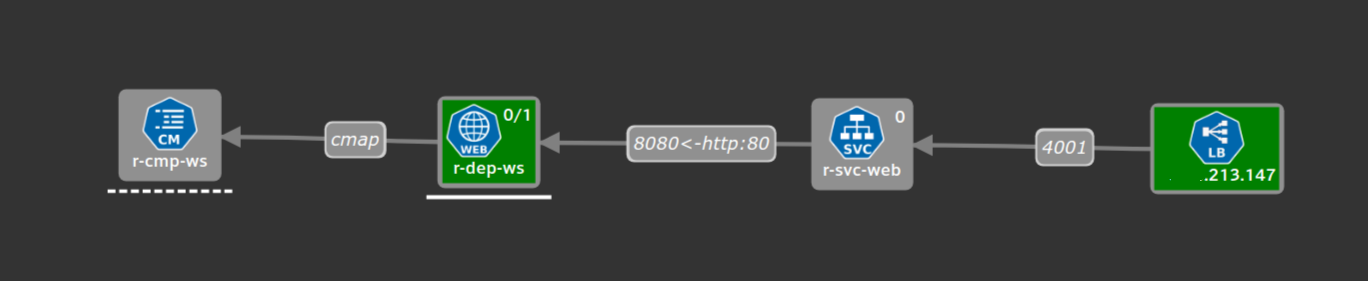 CM
r-cmp-ws
cmap
0/1
WEB
r-dep-ws
8080<-http:80
0
SVC
r-svc-web
4001
LB
.213.147